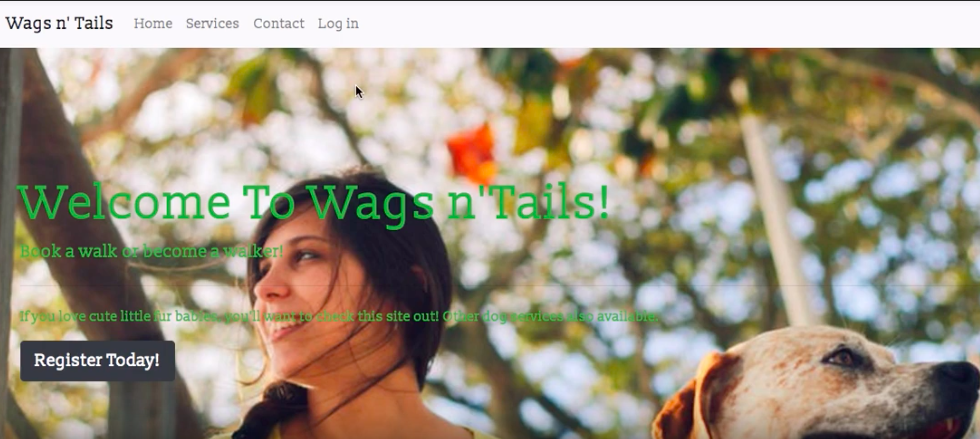 Wags n' Tails Home Services Contact Log in
Welcome To Wags n'Tails!
Book a walk or become a walker!
If you love cute little fur babies, you'll want to check this site out! Other dog services also available.
Register Today!